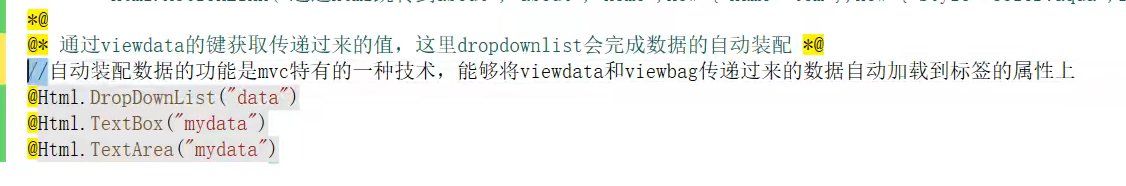 *@
@* 通过viewdata的键获取传递过来的值，这里dropdownlist会完成数据的自动装配 *@
//自动装配数据的功能是mvc特有的一种技术，能够将viewdata和viewbag传递过来的数据自动加载到标签的属性上
@Html.DropDownList("data")
@Html.TextBox("mydata")
@Html.TextArea("mydata")